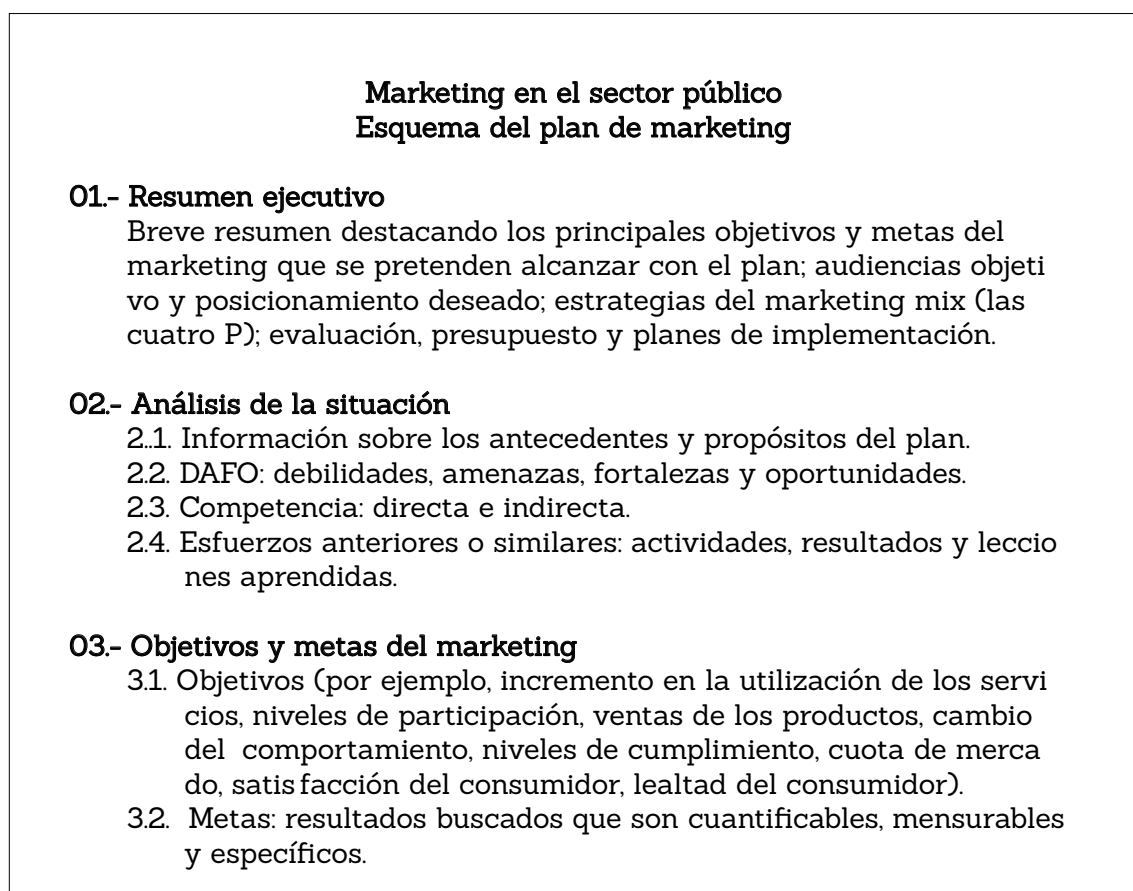 Marketing en el sector público
Esquema del plan de marketing
01.- Resumen ejecutivo
Breve resumen destacando los principales objetivos y metas del
marketing que se pretenden alcanzar con el plan; audiencias objeti
vo y posicionamiento deseado; estrategias del marketing mix (las
cuatro P); evaluación, presupuesto y planes de implementación.
02.- Análisis de la situación
2..1. Información sobre los antecedentes y propósitos del plan.
2.2. DAFO: debilidades, amenazas, fortalezas y oportunidades.
2.3. Competencia: directa e indirecta.
2.4. Esfuerzos anteriores o similares: actividades, resultados y leccio
nes aprendidas.
03.- Objetivos y metas del marketing
3.1. Objetivos (por ejemplo, incremento en la utilización de los servi
cios, niveles de participación, ventas de los productos, cambio
del comportamiento, niveles de cumplimiento, cuota de merca
do, satis facción del consumidor, lealtad del consumidor).
3.2. Metas: resultados buscados que son cuantificables, mensurables
y específicos.